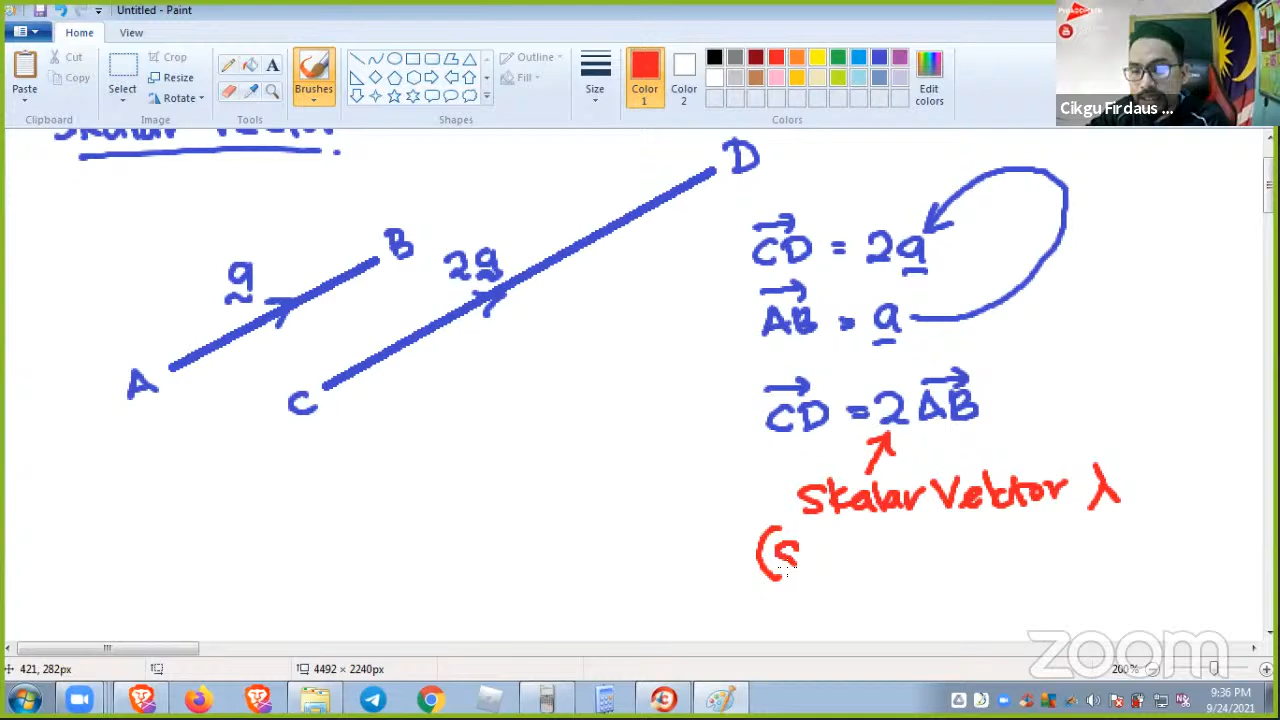 Untitled - Paint
Home View
Paste
Cut
Copy
Clipboard
Select
Crop
Resize
Rotate
Image
A
Tools
Brushes
Shapes
Outline
Fill
Size
Color 1
Color 2
Edit colors
Colors
Cikgu Firdaus ...
Skalar Vektor
D
B
a
2a
A
C
CD = 2a
AB = a
CD = 2 AB
Skalar Vektor λ
(S
zoom
421, 282px
4492 × 2240px
200%
9:36 PM
9/24/2021